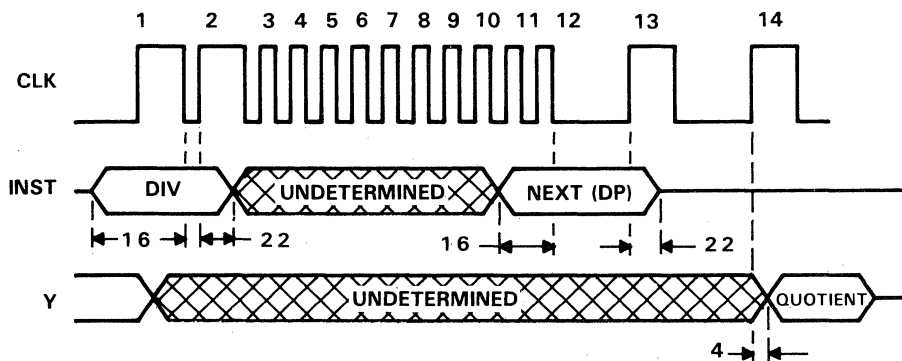 1 2 3 4 5 6 7 8 9 10 11 12 13 14
CLK
INST DIV UNDETERMINED NEXT (DP)
16 22 16 22
Y UNDETERMINED QUOTIENT
4